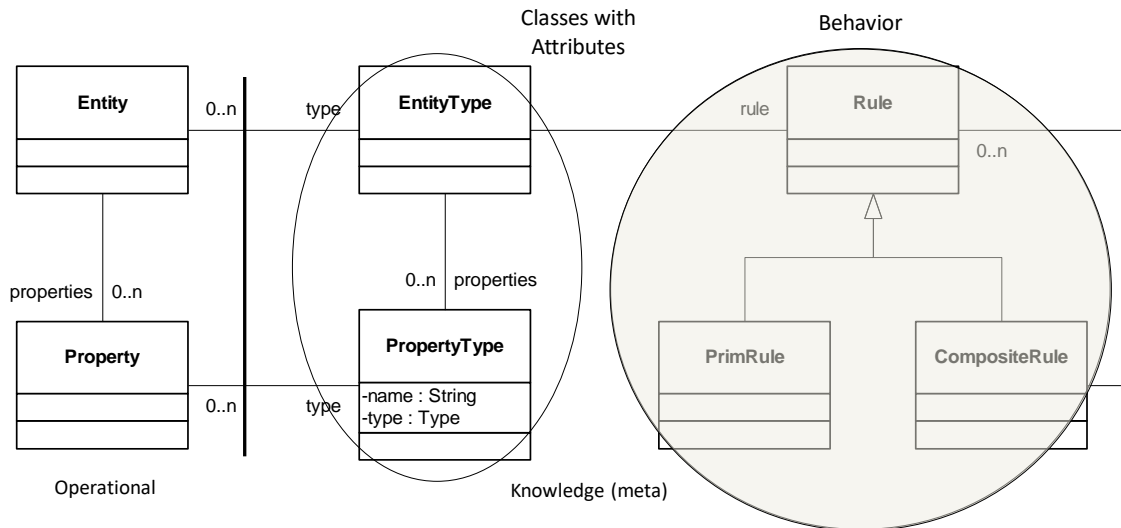 Classes with
Attributes
Behavior
Entity
0..n
type
EntityType
rule
Rule
0..n
properties
0..n
0..n
properties
Property
0..n
type
PropertyType
-name : String
-type : Type
PrimRule
CompositeRule
Operational
Knowledge (meta)